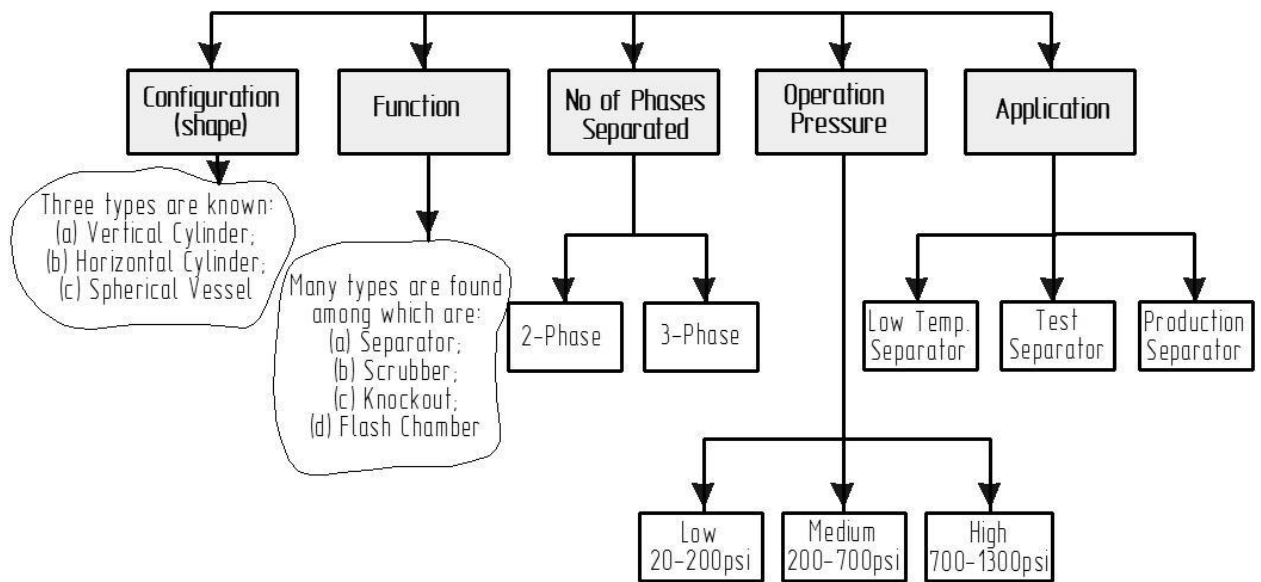 Configuration
(shape)
Function
No of Phases
Separated
Operation
Pressure
Application
Three types are known:
(a) Vertical Cylinder;
(b) Horizontal Cylinder;
(c) Spherical Vessel
Many types are found
among which are:
(a) Separator;
(b) Scrubber;
(c) Knockout;
(d) Flash Chamber
2-Phase
3-Phase
Low Temp.
Separator
Test
Separator
Production
Separator
Low
20-200psi
Medium
200-700psi
High
700-1300psi